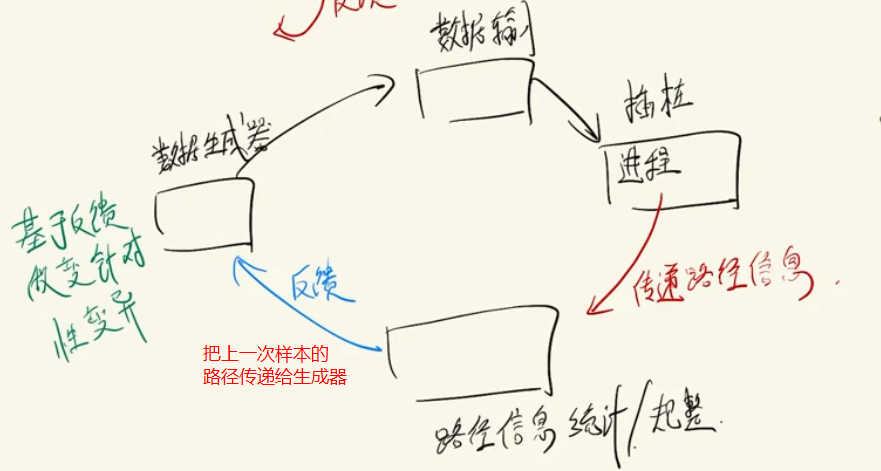 反馈
数据输入
插桩
进程
数据生成器
基于反馈
做变针对
性变异
反馈
传递路径信息.
把上一次样本的
路径传递给生成器
路径信息统计/